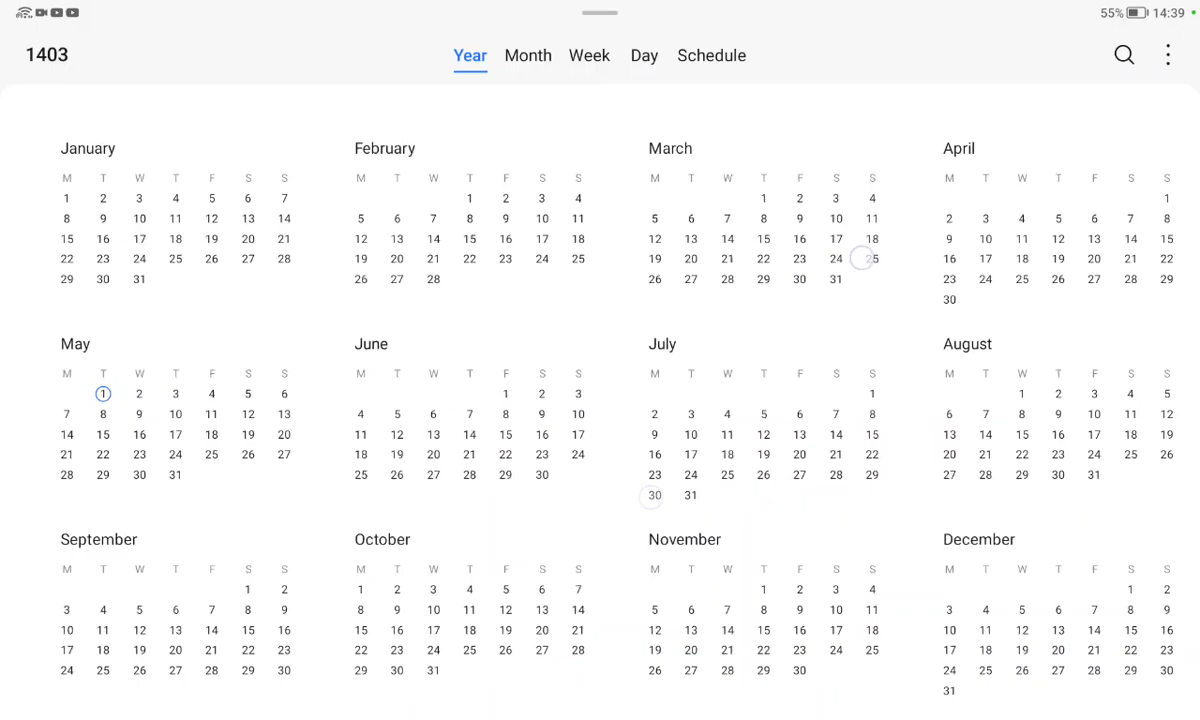 55% 14:39
1403 Year Month Week Day Schedule
January February March April
M T W T F S S M T W T F S S M T W T F S S M T W T F S S
1 2 3 4 5 6 7 1 2 3 4 1 2 3 4 1
8 9 10 11 12 13 14 5 6 7 8 9 10 11 5 6 7 8 9 10 11 2 3 4 5 6 7 8
15 16 17 18 19 20 21 12 13 14 15 16 17 18 12 13 14 15 16 17 18 9 10 11 12 13 14 15
22 23 24 25 26 27 28 19 20 21 22 23 24 25 19 20 21 22 23 24 25 16 17 18 19 20 21 22
29 30 31 26 27 28 26 27 28 29 30 31 23 24 25 26 27 28 29
30
May June July August
M T W T F S S M T W T F S S M T W T F S S M T W T F S S
1 2 3 4 5 6 1 2 3 1 1 2 3 4 5
7 8 9 10 11 12 13 4 5 6 7 8 9 10 2 3 4 5 6 7 8 6 7 8 9 10 11 12
14 15 16 17 18 19 20 11 12 13 14 15 16 17 9 10 11 12 13 14 15 13 14 15 16 17 18 19
21 22 23 24 25 26 27 18 19 20 21 22 23 24 16 17 18 19 20 21 22 20 21 22 23 24 25 26
28 29 30 31 25 26 27 28 29 30 23 24 25 26 27 28 29 27 28 29 30 31
30 31
September October November December
M T W T F S S M T W T F S S M T W T F S S M T W T F S S
1 2 1 2 3 4 5 6 7 1 2 3 4 1 2
3 4 5 6 7 8 9 8 9 10 11 12 13 14 5 6 7 8 9 10 11 3 4 5 6 7 8 9
10 11 12 13 14 15 16 15 16 17 18 19 20 21 12 13 14 15 16 17 18 10 11 12 13 14 15 16
17 18 19 20 21 22 23 22 23 24 25 26 27 28 19 20 21 22 23 24 25 17 18 19 20 21 22 23
24 25 26 27 28 29 30 29 30 31 26 27 28 29 30 24 25 26 27 28 29 30
31